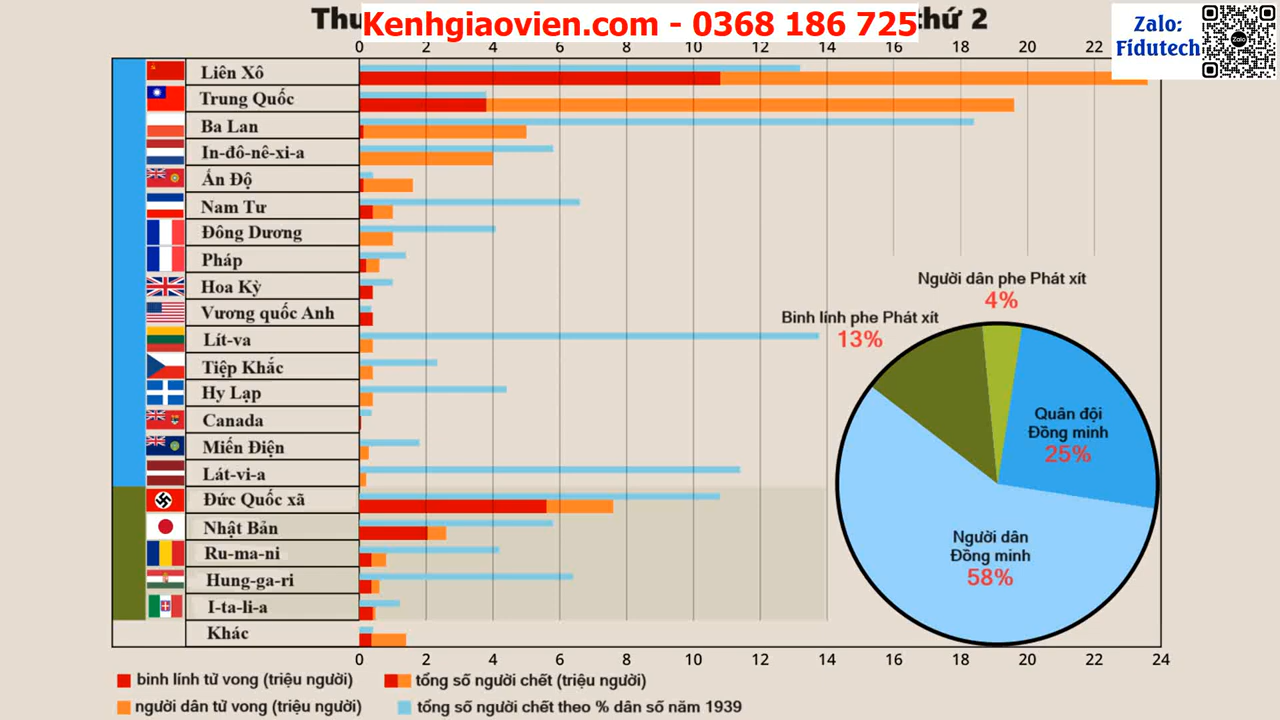 Thu
Kenhgiaovien.com - 0368 186 725
thứ 2
Zalo:
Fidutech
Zalo
0 2 4 6 8 10 12 14 16 18 20 22
Liên Xô
Trung Quốc
Ba Lan
In-đô-nê-xi-a
Ấn Độ
Nam Tư
Đông Dương
Pháp
Hoa Kỳ
Vương quốc Anh
Lít-va
Tiệp Khắc
Hy Lạp
Canada
Miến Điện
Lát-vi-a
Đức Quốc xã
Nhật Bản
Ru-ma-ni
Hung-ga-ri
I-ta-li-a
Khác
Người dân phe Phát xít
4%
Binh lính phe Phát xít
13%
Quân đội
Đồng minh
25%
Người dân
Đồng minh
58%
0 2 4 6 8 10 12 14 16 18 20 22 24
binh lính tử vong (triệu người)
tổng số người chết (triệu người)
người dân tử vong (triệu người)
tổng số người chết theo % dân số năm 1939